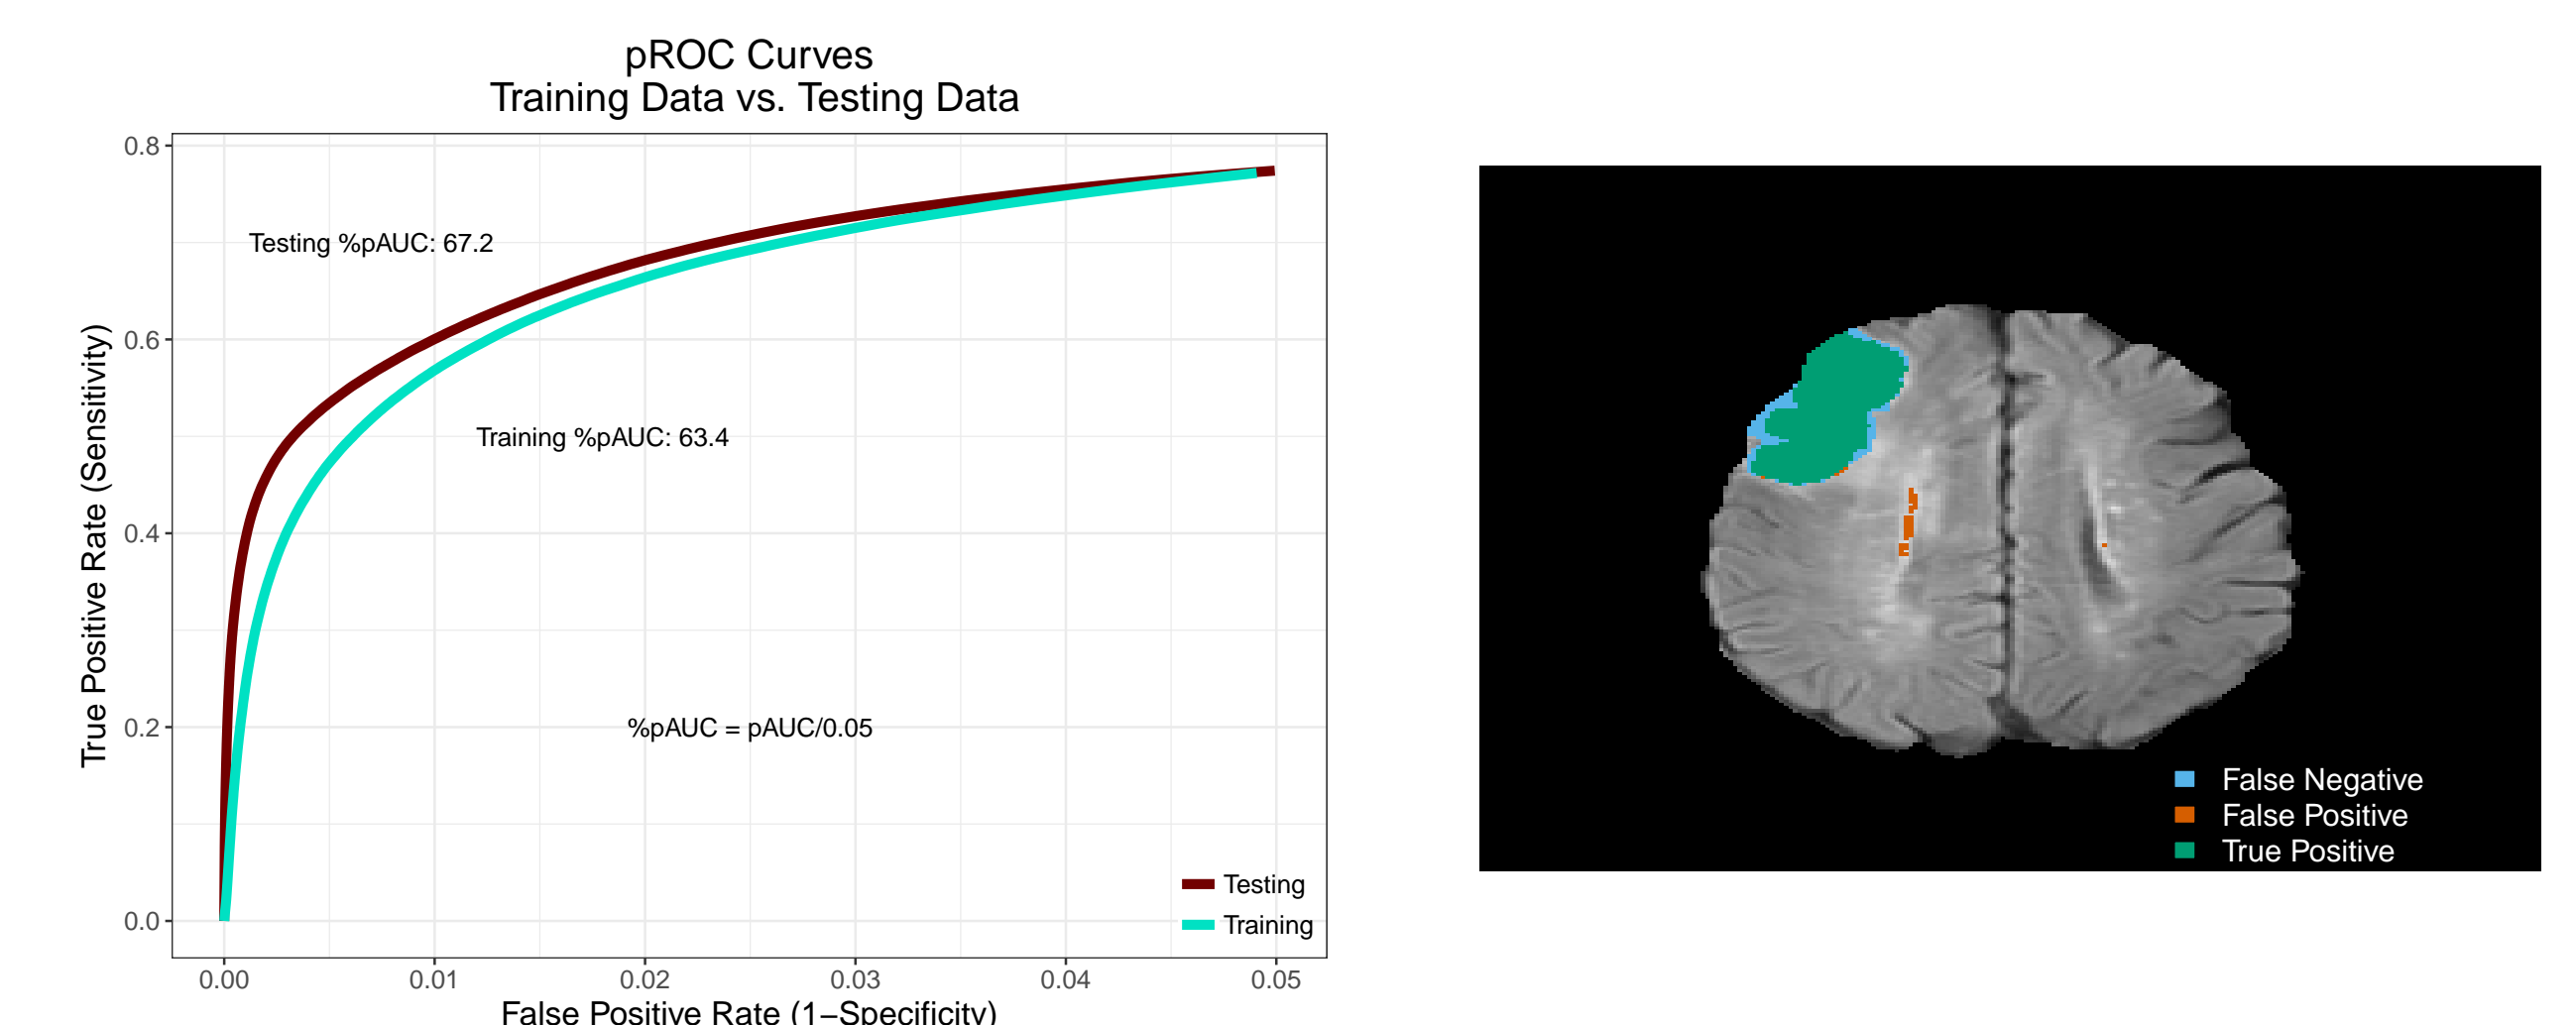 pROC Curves
Training Data vs. Testing Data
True Positive Rate (Sensitivity)
0.8
0.6
0.4
0.2
0.0
Testing %pAUC: 67.2
Training %pAUC: 63.4
%pAUC = pAUC/0.05
Testing
Training
0.00 0.01 0.02 0.03 0.04 0.05
False Positive Rate (1−Specificity)
False Negative
False Positive
True Positive